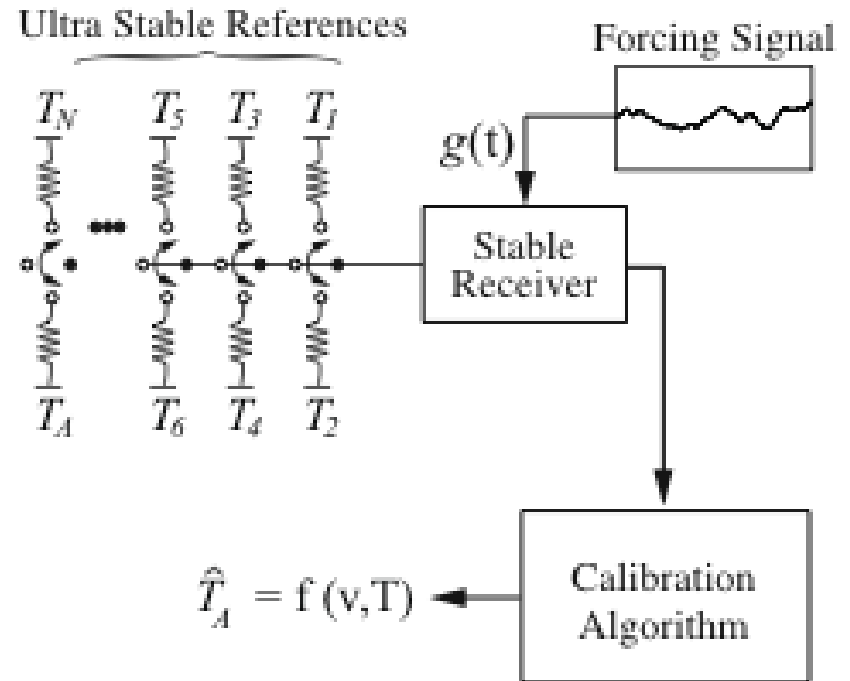 Ultra Stable References
Forcing Signal
T_N T_5 T_3 T_1
g(t)
Stable
Receiver
T_A T_6 T_4 T_2
T̂_A = f (v,T)
Calibration
Algorithm